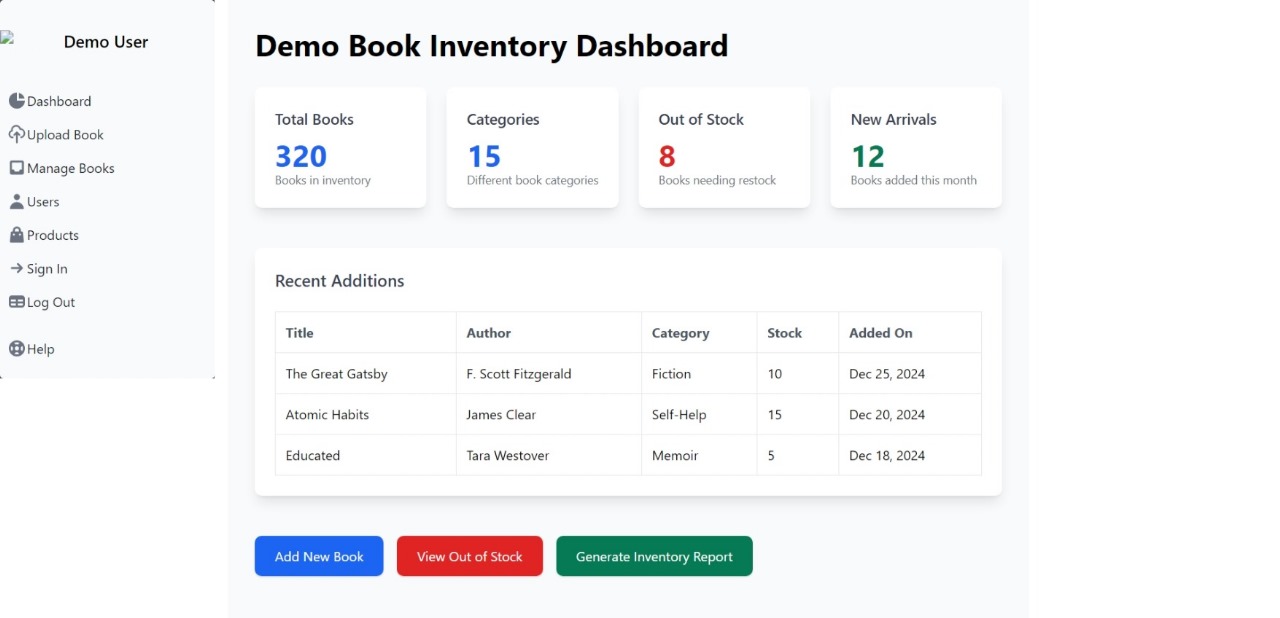 Demo User
Dashboard
Upload Book
Manage Books
Users
Products
Sign In
Log Out
Help
Demo Book Inventory Dashboard
Total Books
320
Books in inventory
Categories
15
Different book categories
Out of Stock
8
Books needing restock
New Arrivals
12
Books added this month
Recent Additions
Title Author Category Stock Added On
The Great Gatsby F. Scott Fitzgerald Fiction 10 Dec 25, 2024
Atomic Habits James Clear Self-Help 15 Dec 20, 2024
Educated Tara Westover Memoir 5 Dec 18, 2024
Add New Book View Out of Stock Generate Inventory Report